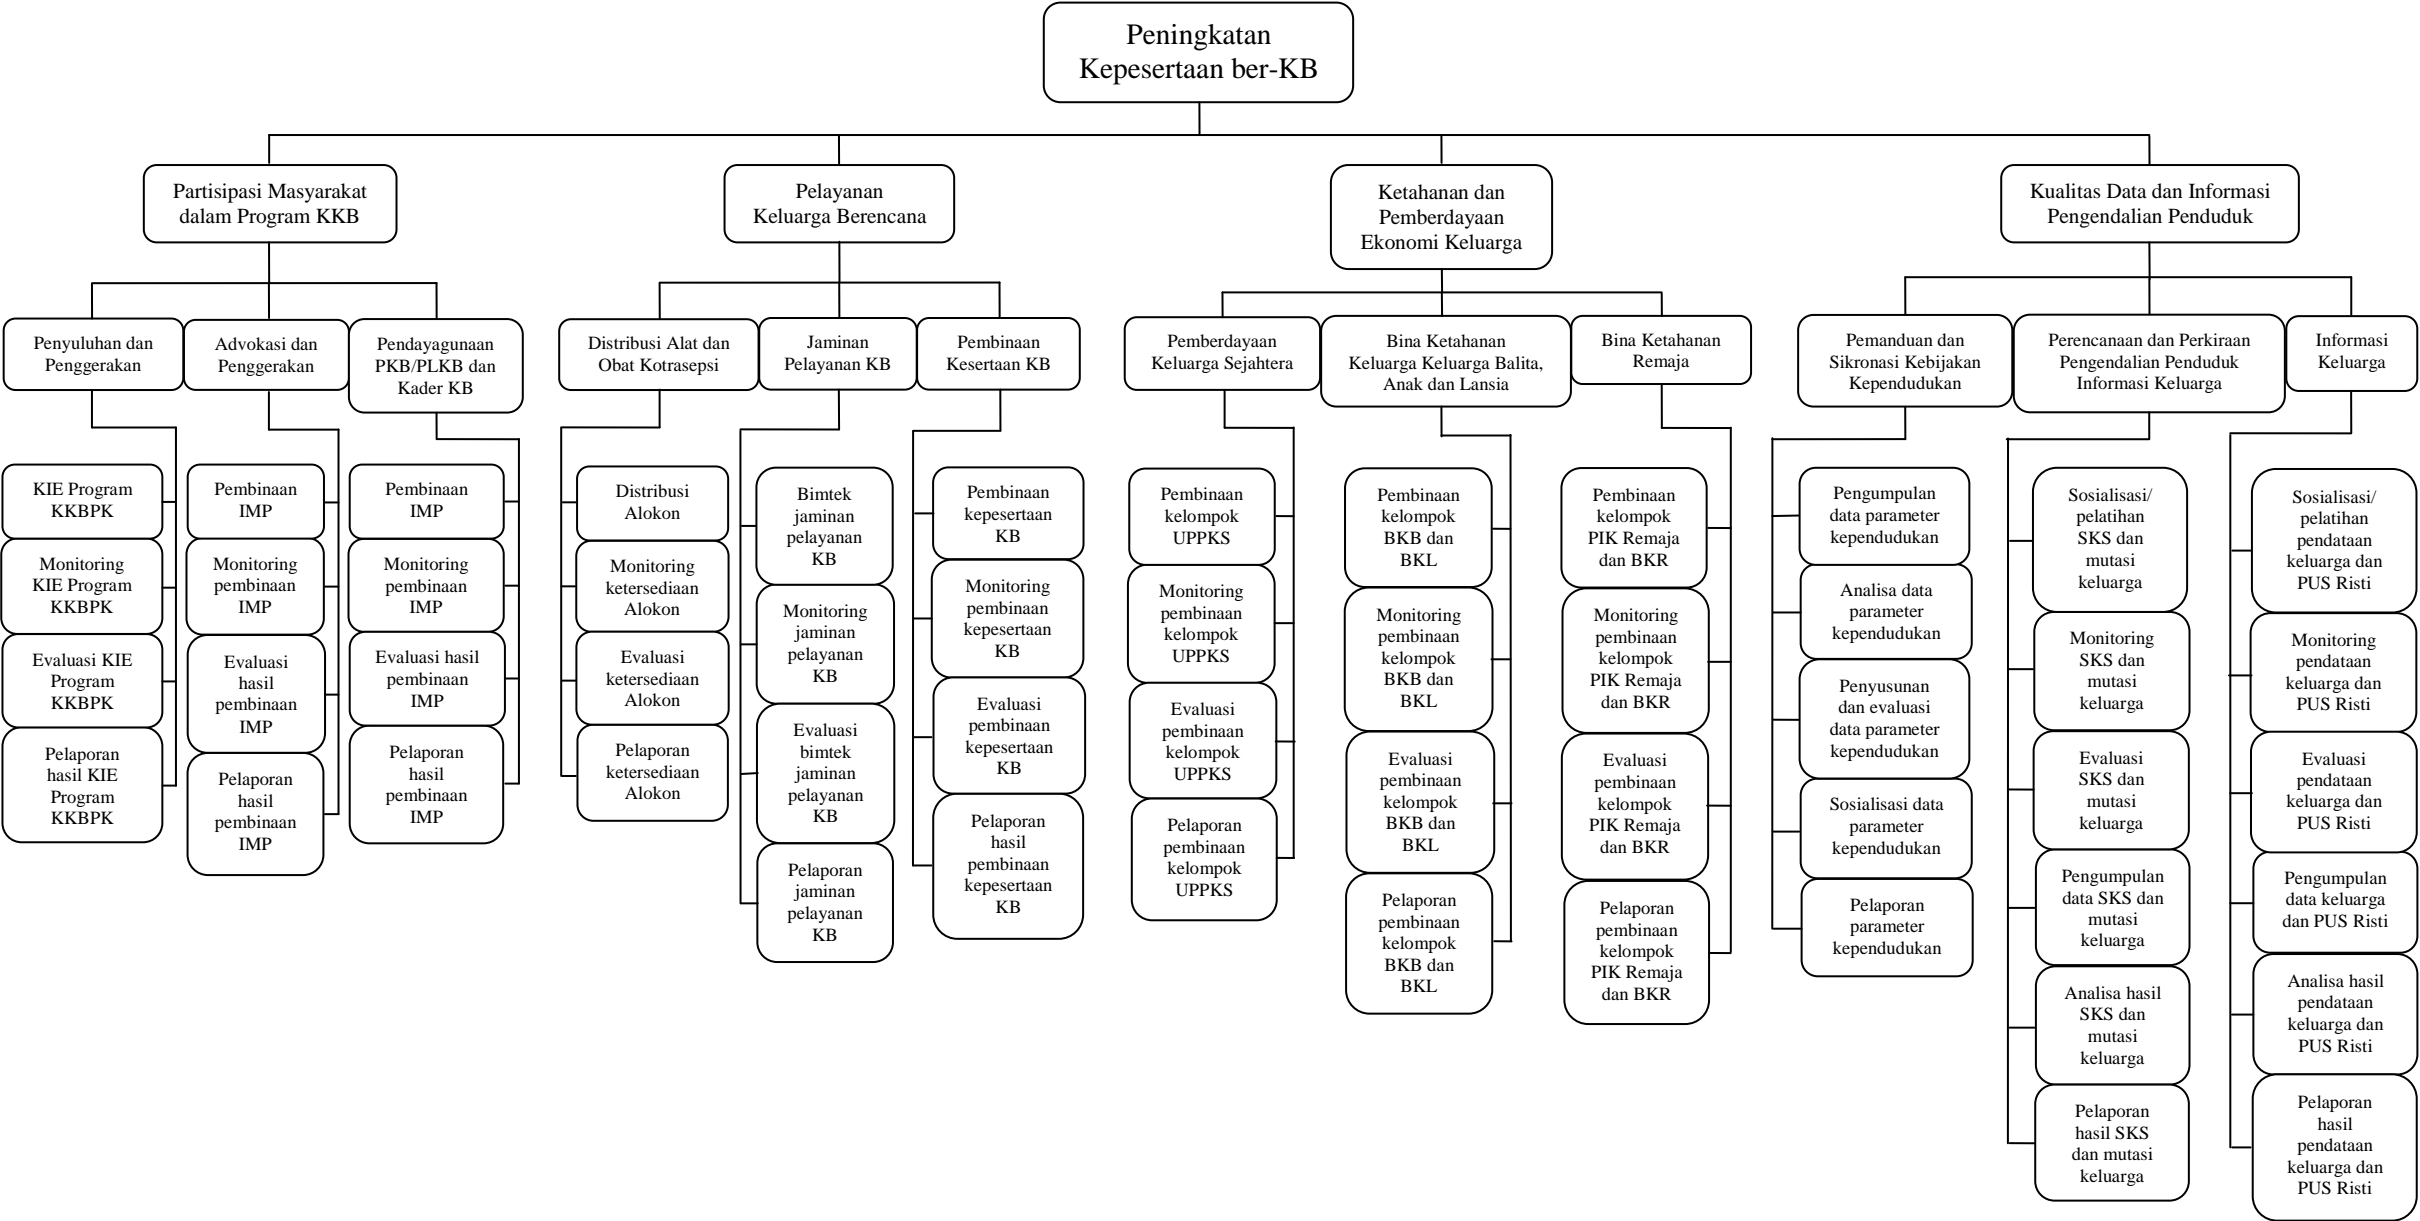 Peningkatan
Kepesertaan ber-KB
Partisipasi Masyarakat
dalam Program KKB
Pelayanan
Keluarga Berencana
Ketahanan dan
Pemberdayaan
Ekonomi Keluarga
Kualitas Data dan Informasi
Pengendalian Penduduk
Penyuluhan dan
Penggerakan
Advokasi dan
Penggerakan
Pendayagunaan
PKB/PLKB dan
Kader KB
Distribusi Alat dan
Obat Kotrasepsi
Jaminan
Pelayanan KB
Pembinaan
Kesertaan KB
Pemberdayaan
Keluarga Sejahtera
Bina Ketahanan
Keluarga Keluarga Balita,
Anak dan Lansia
Bina Ketahanan
Remaja
Pemanduan dan
Sikronasi Kebijakan
Kependudukan
Perencanaan dan Perkiraan
Pengendalian Penduduk
Informasi Keluarga
Informasi
Keluarga
KIE Program
KKBPK
Monitoring
KIE Program
KKBPK
Evaluasi KIE
Program
KKBPK
Pelaporan
hasil KIE
Program
KKBPK
Pembinaan
IMP
Monitoring
pembinaan
IMP
Evaluasi
hasil
pembinaan
IMP
Pelaporan
hasil
pembinaan
IMP
Pembinaan
IMP
Monitoring
pembinaan
IMP
Evaluasi hasil
pembinaan
IMP
Pelaporan
hasil
pembinaan
IMP
Distribusi
Alokon
Monitoring
ketersediaan
Alokon
Evaluasi
ketersediaan
Alokon
Pelaporan
ketersediaan
Alokon
Bimtek
jaminan
pelayanan
KB
Monitoring
jaminan
pelayanan
KB
Evaluasi
bimtek
jaminan
pelayanan
KB
Pelaporan
jaminan
pelayanan
KB
Pembinaan
kepesertaan
KB
Monitoring
pembinaan
kepesertaan
KB
Evaluasi
pembinaan
kepesertaan
KB
Pelaporan
hasil
pembinaan
kepesertaan
KB
Pembinaan
kelompok
UPPKS
Monitoring
pembinaan
kelompok
UPPKS
Evaluasi
pembinaan
kelompok
UPPKS
Pelaporan
pembinaan
kelompok
UPPKS
Pembinaan
kelompok
BKB dan
BKL
Monitoring
pembinaan
kelompok
BKB dan
BKL
Evaluasi
pembinaan
kelompok
BKB dan
BKL
Pelaporan
pembinaan
kelompok
BKB dan
BKL
Pembinaan
kelompok
PIK Remaja
dan BKR
Monitoring
pembinaan
kelompok
PIK Remaja
dan BKR
Evaluasi
pembinaan
kelompok
PIK Remaja
dan BKR
Pelaporan
pembinaan
kelompok
PIK Remaja
dan BKR
Pengumpulan
data parameter
kependudukan
Analisa data
parameter
kependudukan
Penyusunan
dan evaluasi
data parameter
kependudukan
Sosialisasi data
parameter
kependudukan
Pelaporan
parameter
kependudukan
Sosialisasi/
pelatihan
SKS dan
mutasi
keluarga
Monitoring
SKS dan
mutasi
keluarga
Evaluasi
SKS dan
mutasi
keluarga
Pengumpulan
data SKS dan
mutasi
keluarga
Analisa hasil
SKS dan
mutasi
keluarga
Pelaporan
hasil SKS
dan mutasi
keluarga
Sosialisasi/
pelatihan
pendataan
keluarga dan
PUS Risti
Monitoring
pendataan
keluarga dan
PUS Risti
Evaluasi
pendataan
keluarga dan
PUS Risti
Pengumpulan
data keluarga
dan PUS Risti
Analisa hasil
pendataan
keluarga dan
PUS Risti
Pelaporan
hasil
pendataan
keluarga dan
PUS Risti